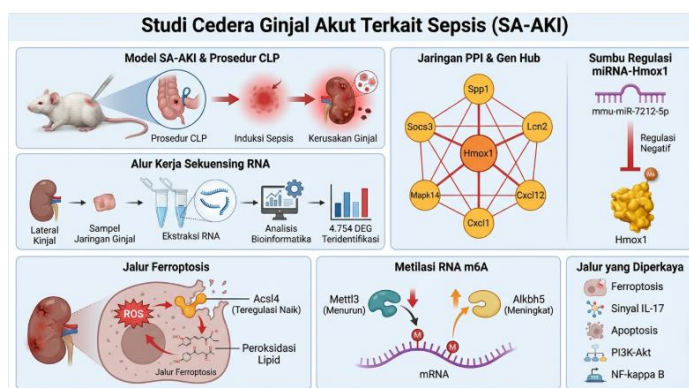 Studi Cedera Ginjal Akut Terkait Sepsis (SA-AKI)
Model SA-AKI & Prosedur CLP
Prosedur CLP
Induksi Sepsis
Kerusakan Ginjal
Alur Kerja Sekuensing RNA
Lateral
Kinjal
Sampel
Jaringan Ginjal
Ekstraksi RNA
Analisis
Bioinformatika
4.754 DEG
Teridentifikasi
Jaringan PPI & Gen Hub
Spp1
Socs3
Lcn2
Hmox1
Mapk14
Cxcl12
Cxcl1
Sumbu Regulasi
miRNA-Hmox1
mmu-miR-7212-5p
Regulasi
Negatif
Hmox1
Jalur Ferroptosis
ROS
Acsl4
(Teregulasi Naik)
Peroksidasi
Lipid
Jalur Ferroptosis
Metilasi RNA m6A
Mettl3
(Menurun)
Alkbh5
(Meningkat)
M
M
mRNA
Jalur yang Diperkaya
Ferroptosis
Sinyal IL-17
Apoptosis
PI3K-Akt
NF-kappa B